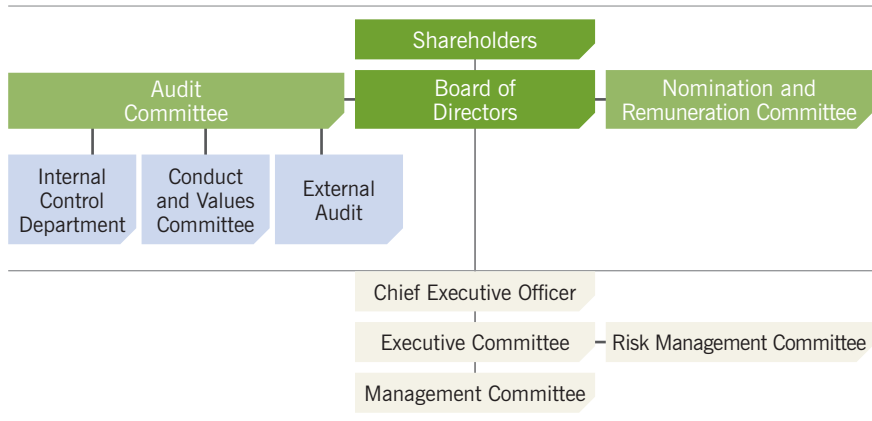 Shareholders
Audit
Committee
Board of
Directors
Nomination and
Remuneration Committee
Internal
Control
Department
Conduct
and Values
Committee
External
Audit
Chief Executive Officer
Executive Committee
Risk Management Committee
Management Committee